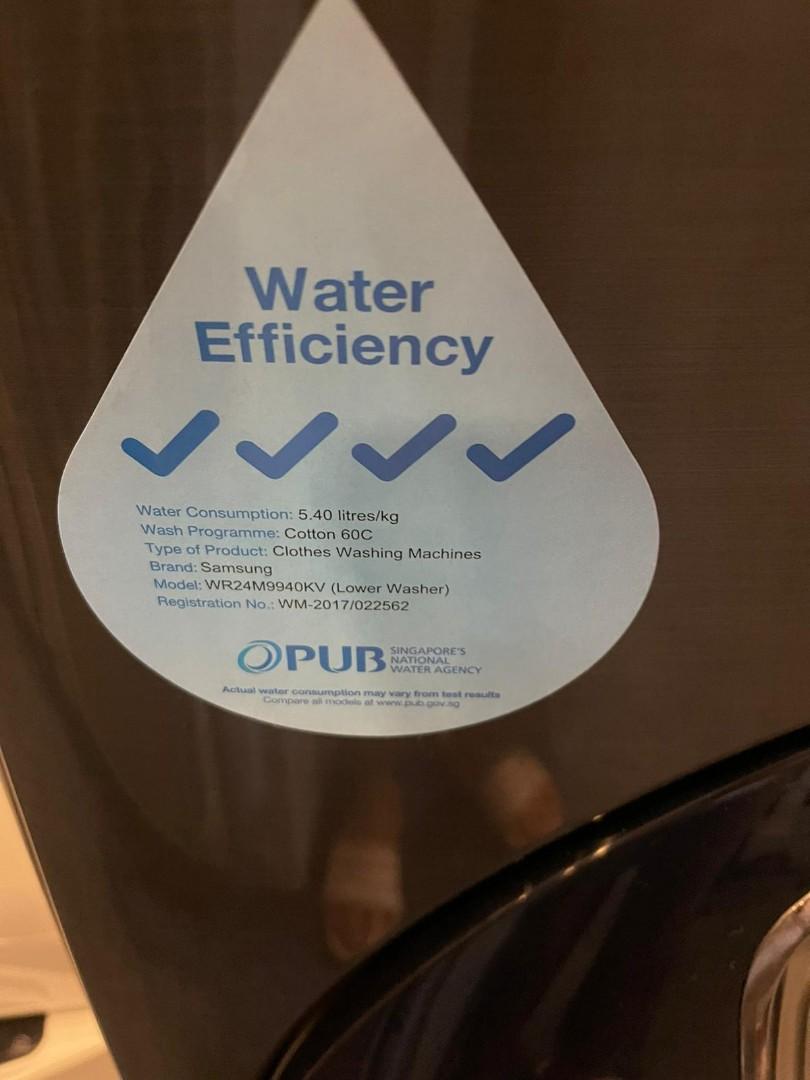 Water
Efficiency
Water Consumption: 5.40 litres/kg
Wash Programme: Cotton 60C
Type of Product: Clothes Washing Machines
Brand: Samsung
Model: WR24M9940KV (Lower Washer)
Registration No.: WM-2017/022562
PUB SINGAPORE'S
NATIONAL
WATER AGENCY
Actual water consumption may vary from test results
Compare all models at www.pub.gov.sg